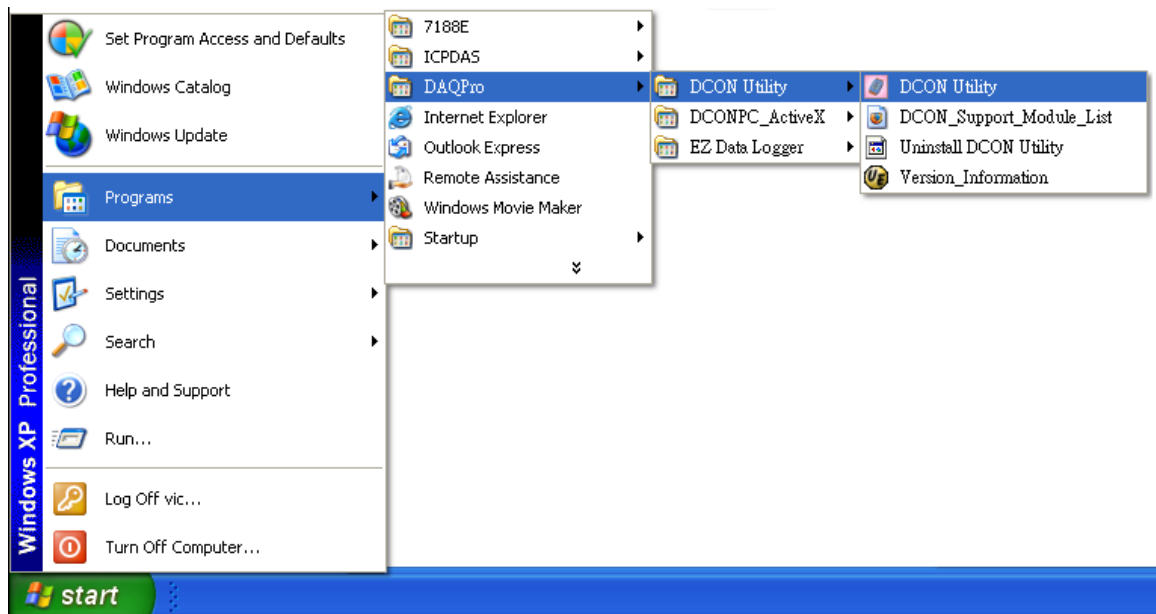 Set Program Access and Defaults
Windows Catalog
Windows Update
Programs
Documents
Settings
Search
Help and Support
Run...
Log Off vic...
Turn Off Computer...
Windows XP Professional
start
7188E
ICPDAS
DAQPro
Internet Explorer
Outlook Express
Remote Assistance
Windows Movie Maker
Startup
DCON Utility
DCONPC_ActiveX
EZ Data Logger
DCON Utility
DCON_Support_Module_List
Uninstall DCON Utility
Version_Information
UE